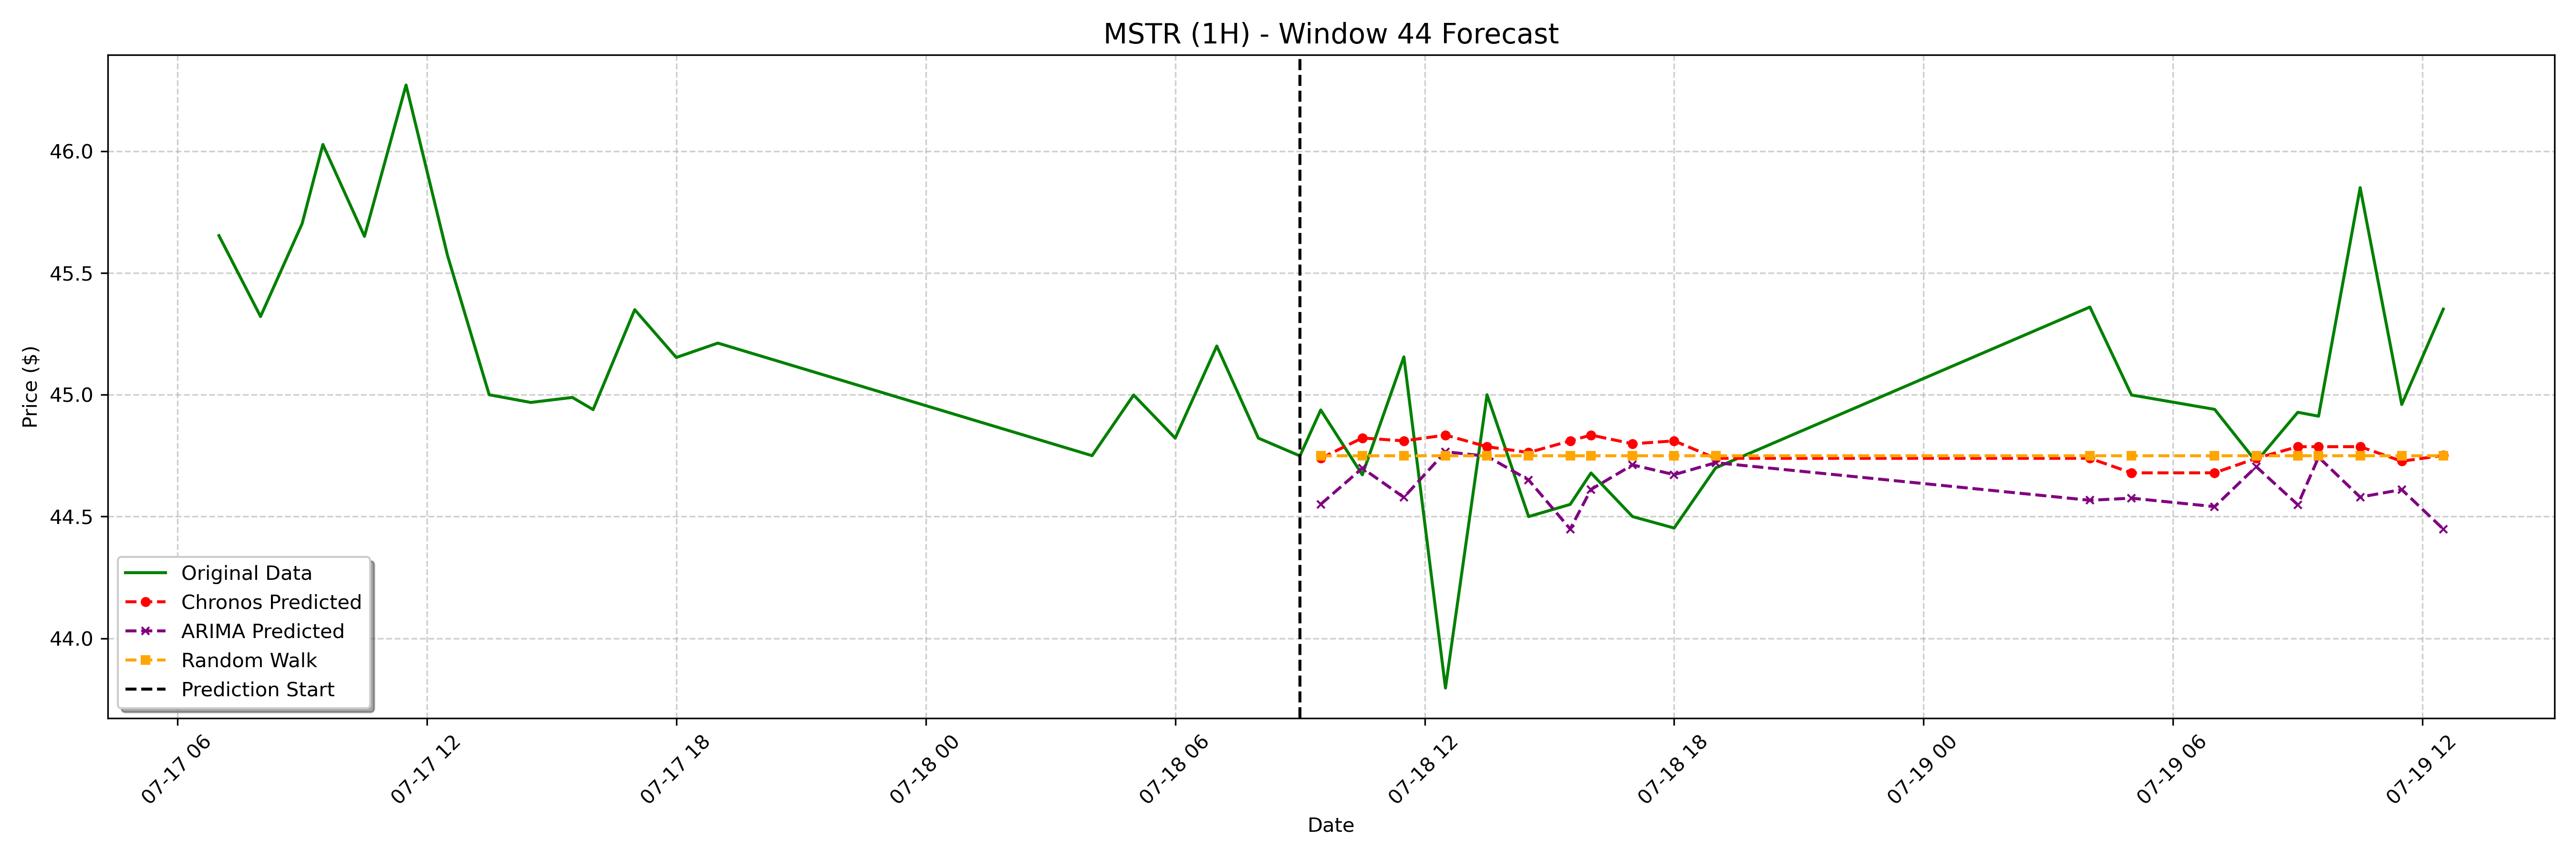 MSTR (1H) - Window 44 Forecast
Price ($)
46.0
45.5
45.0
44.5
44.0
Original Data
Chronos Predicted
ARIMA Predicted
Random Walk
Prediction Start
07-17 06
07-17 12
07-17 18
07-18 00
07-18 06
07-18 12
07-18 18
07-19 00
07-19 06
07-19 12
Date